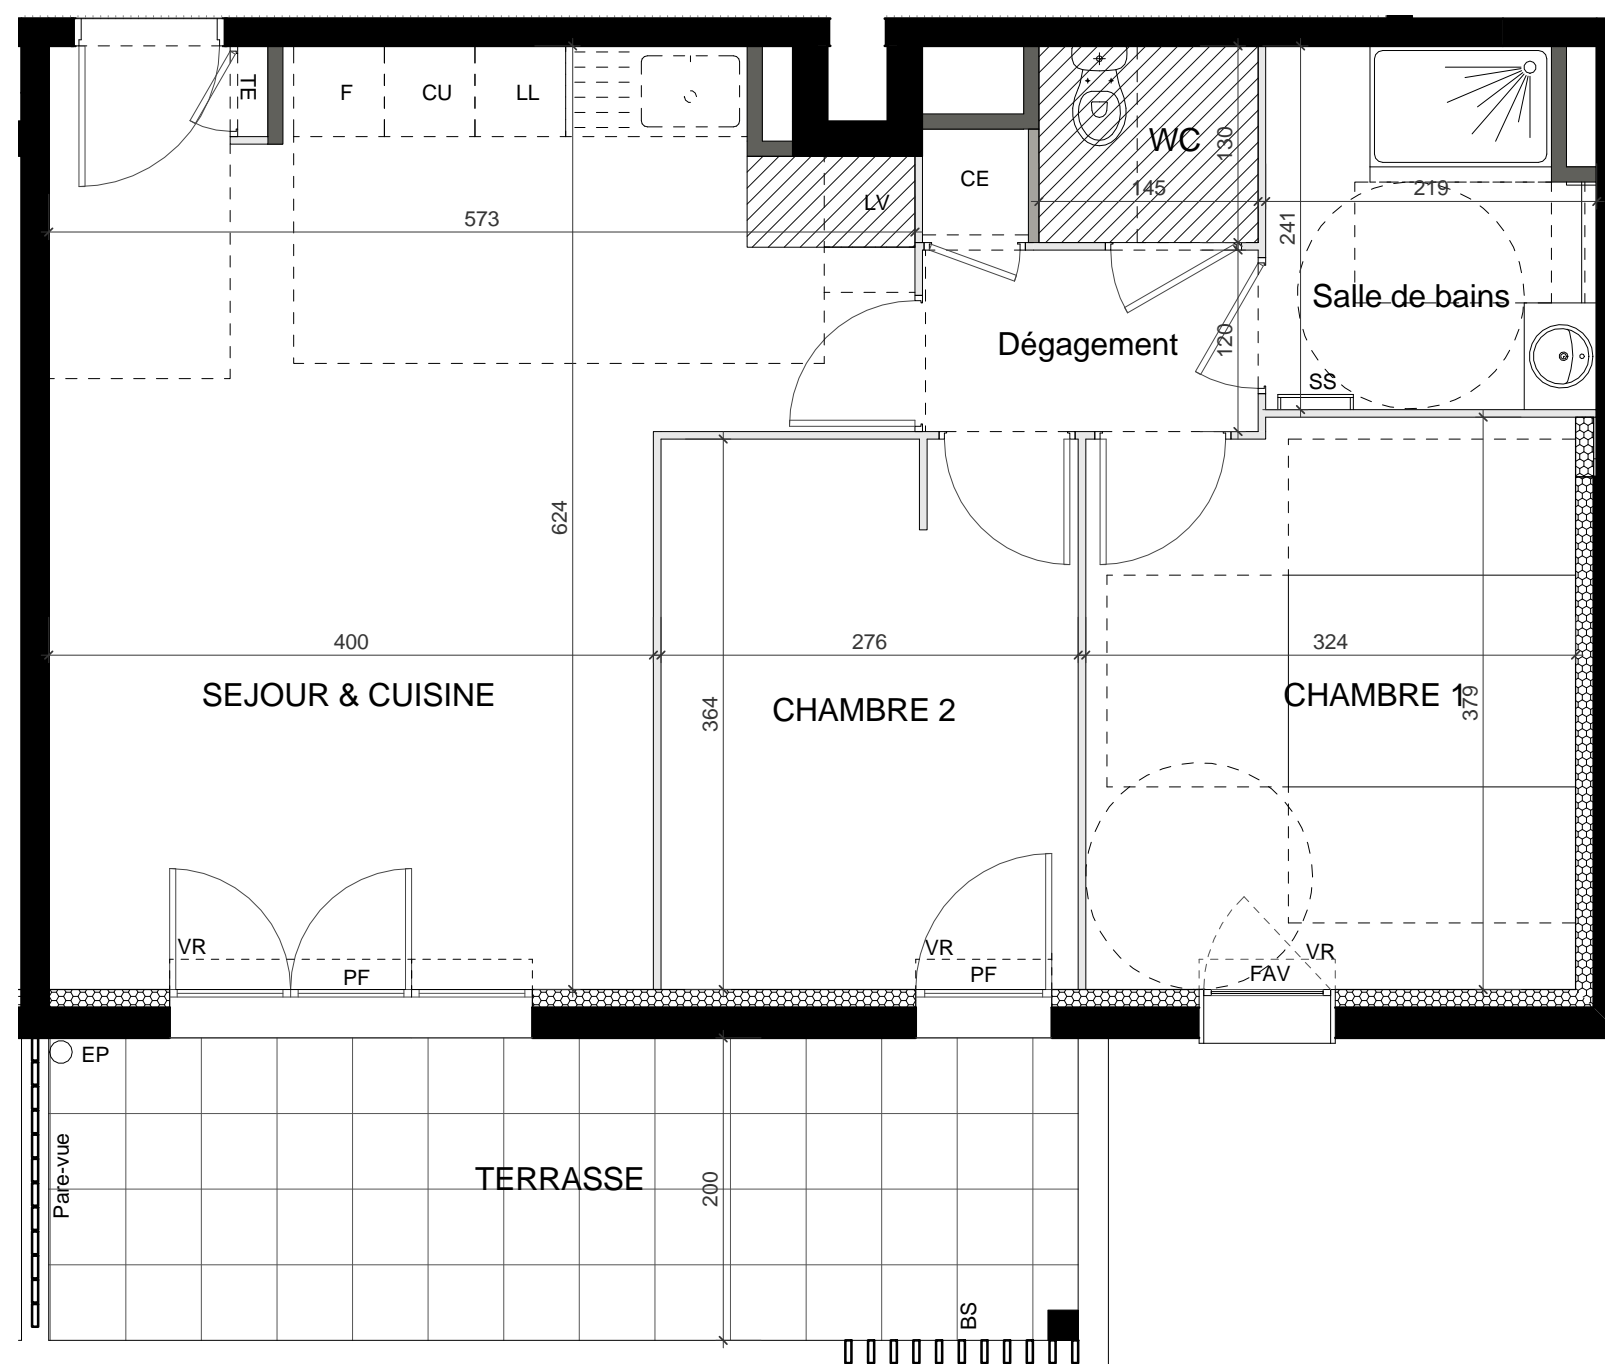 TE
F
CU
LL
WC
130
CE
145
219
LV
573
241
Salle de bains
Dégagement
120
SS
624
400
276
324
SEJOUR & CUISINE
CHAMBRE 2
CHAMBRE 1
364
379
VR
PF
VR
PF
VR
FAV
EP
Pare-vue
TERRASSE
200
BS